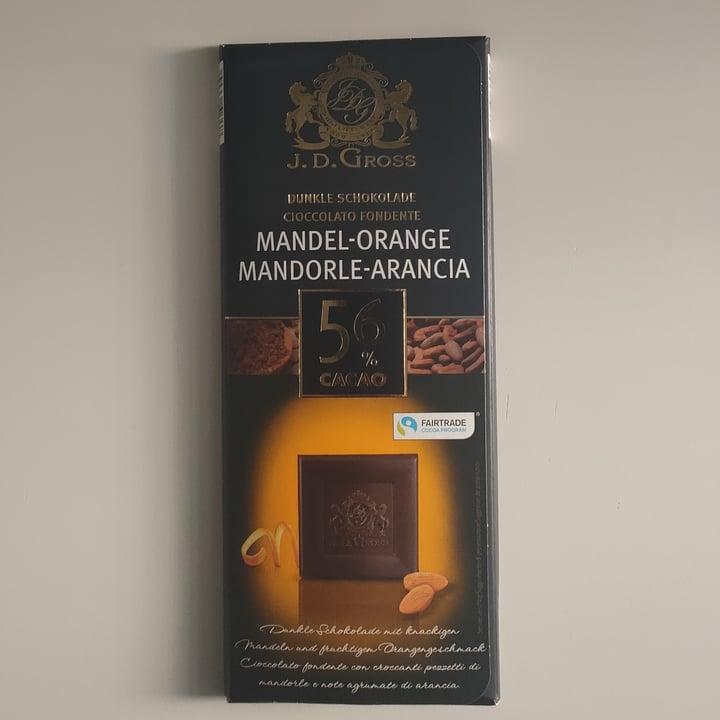 J. D. GROSS
DUNKLE SCHOKOLADE
CIOCCOLATO FONDENTE
MANDEL-ORANGE
MANDORLE-ARANCIA
56
%
CACAO
FAIRTRADE
COCOA PROGRAM
J. D. GROSS
Dunkle Schokolade mit knackigen
Mandeln und fruchtigem Orangengeschmack
Cioccolato fondente con croccanti pezzetti di
mandorle e note agrumate di arancia.